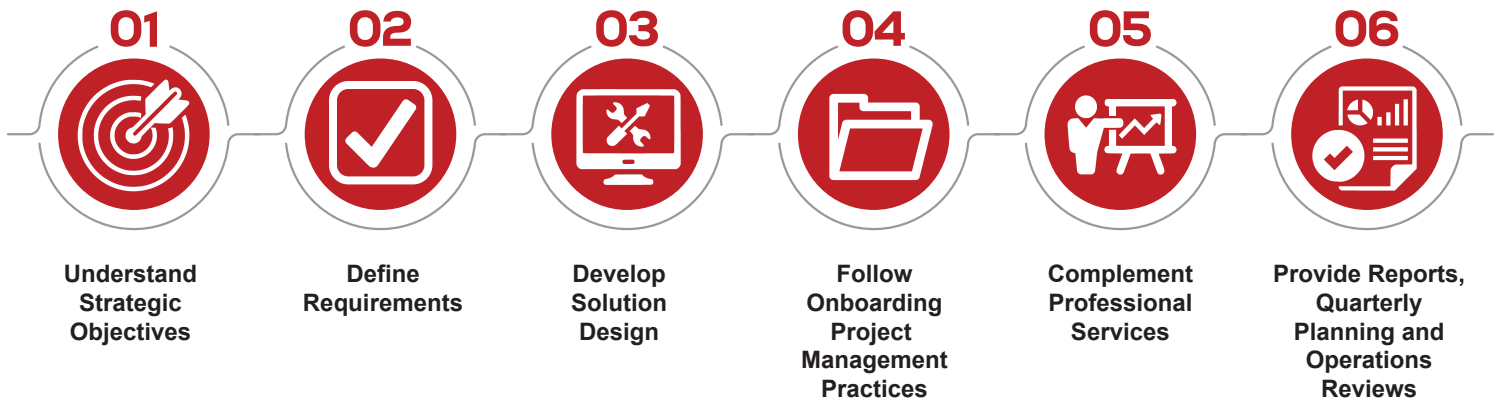 01
Understand
Strategic
Objectives
02
Define
Requirements
03
Develop
Solution
Design
04
Follow
Onboarding
Project
Management
Practices
05
Complement
Professional
Services
06
Provide Reports,
Quarterly
Planning and
Operations
Reviews